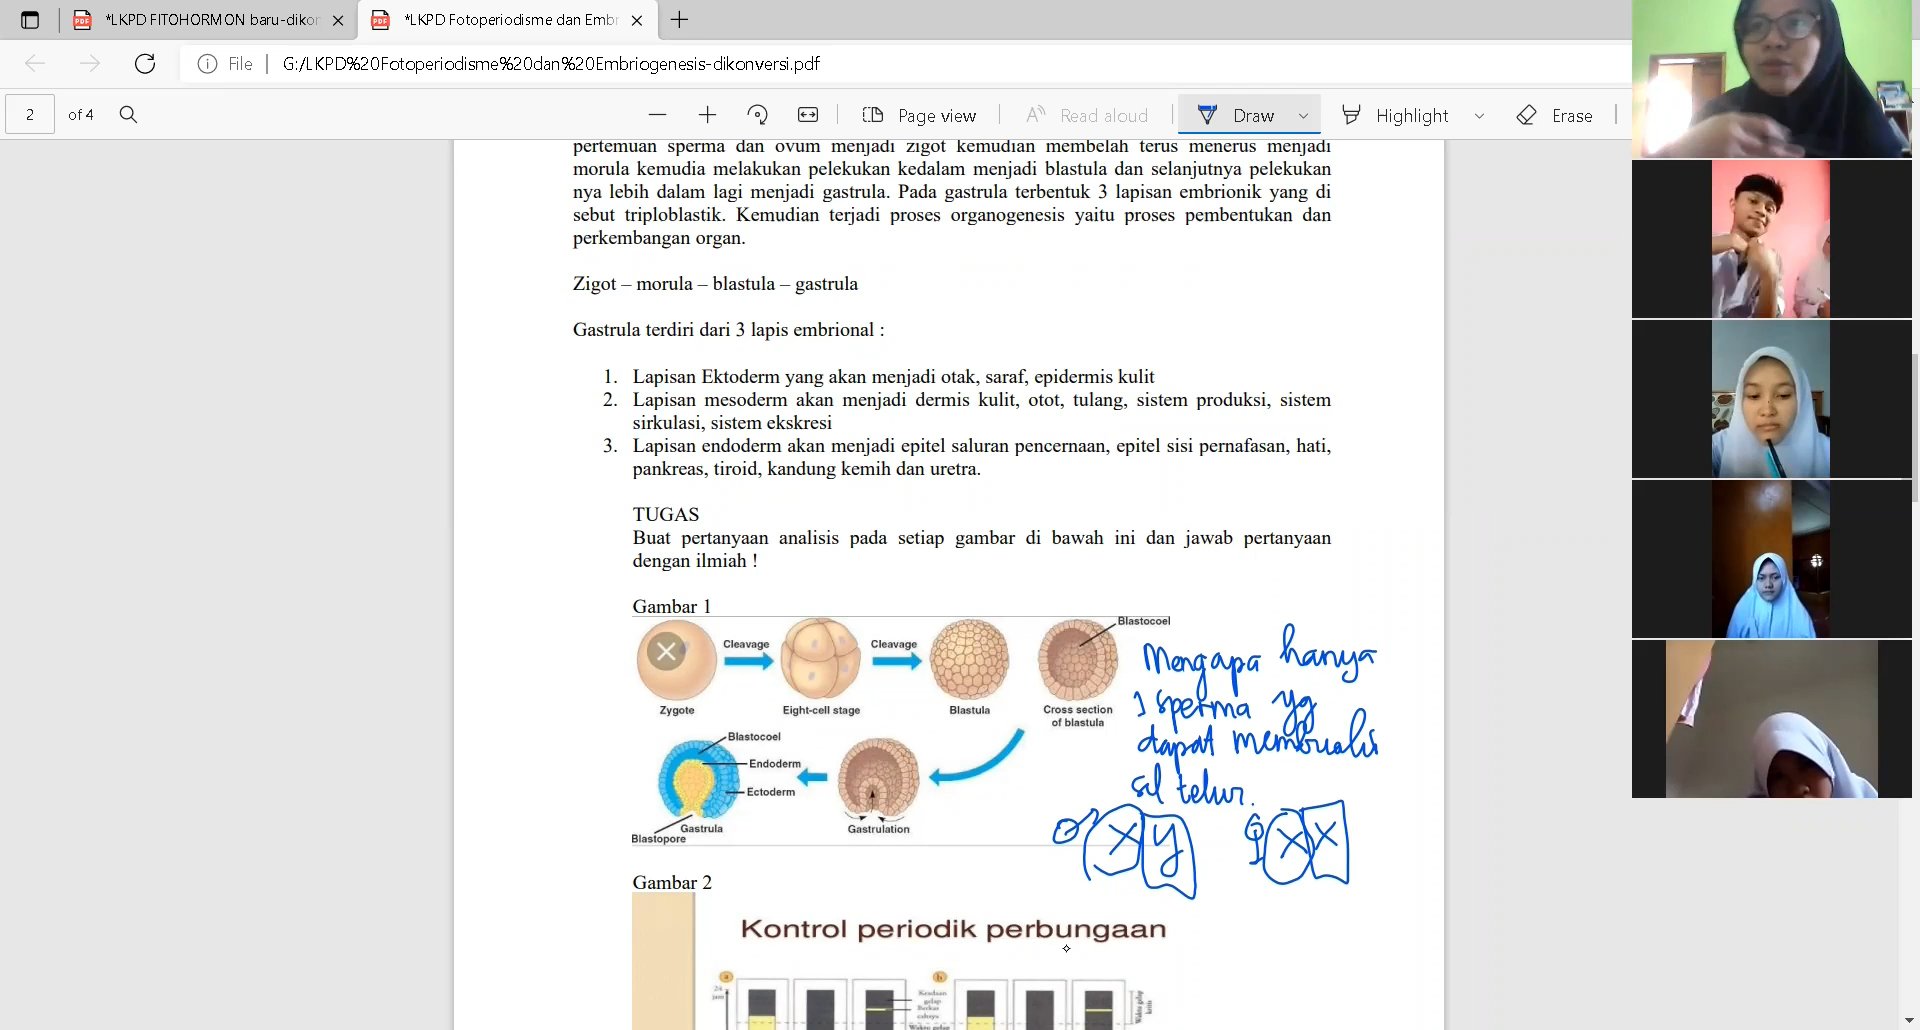 *LKPD FITOHORMON baru-dikor
*LKPD Fotoperiodisme dan Embr
File
G:/LKPD%20Fotoperiodisme%20dan%20Embriogenesis-dikonversi.pdf
2 of 4
Page view
Read aloud
Draw
Highlight
Erase
pertemuan sperma dan ovum menjadi zigot kemudian membelah terus menerus menjadi
morula kemudia melakukan pelekukan kedalam menjadi blastula dan selanjutnya pelekukan
nya lebih dalam lagi menjadi gastrula. Pada gastrula terbentuk 3 lapisan embrionik yang di
sebut triploblastik. Kemudian terjadi proses organogenesis yaitu proses pembentukan dan
perkembangan organ.
Zigot – morula – blastula – gastrula
Gastrula terdiri dari 3 lapis embrional :
1. Lapisan Ektoderm yang akan menjadi otak, saraf, epidermis kulit
2. Lapisan mesoderm akan menjadi dermis kulit, otot, tulang, sistem produksi, sistem
sirkulasi, sistem ekskresi
3. Lapisan endoderm akan menjadi epitel saluran pencernaan, epitel sisi pernafasan, hati,
pankreas, tiroid, kandung kemih dan uretra.
TUGAS
Buat pertanyaan analisis pada setiap gambar di bawah ini dan jawab pertanyaan
dengan ilmiah !
Gambar 1
Cleavage
Cleavage
Blastocoel
Zygote
Eight-cell stage
Blastula
Cross section
of blastula
Blastocoel
Endoderm
Ectoderm
Gastrula
Blastopore
Gastrulation
Mengapa hanya
1 sperma yg
dapat membuahi
sel telur.
♂ X Y
♀ X X
Gambar 2
Kontrol periodik perbungaan
a
b
24
jam
Keadaan
gelap
Berkas
cahaya
Waktu gelap